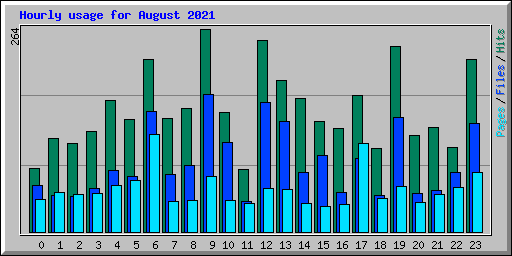 Hourly usage for August 2021
264
Pages / Files / Hits
0 1 2 3 4 5 6 7 8 9 10 11 12 13 14 15 16 17 18 19 20 21 22 23